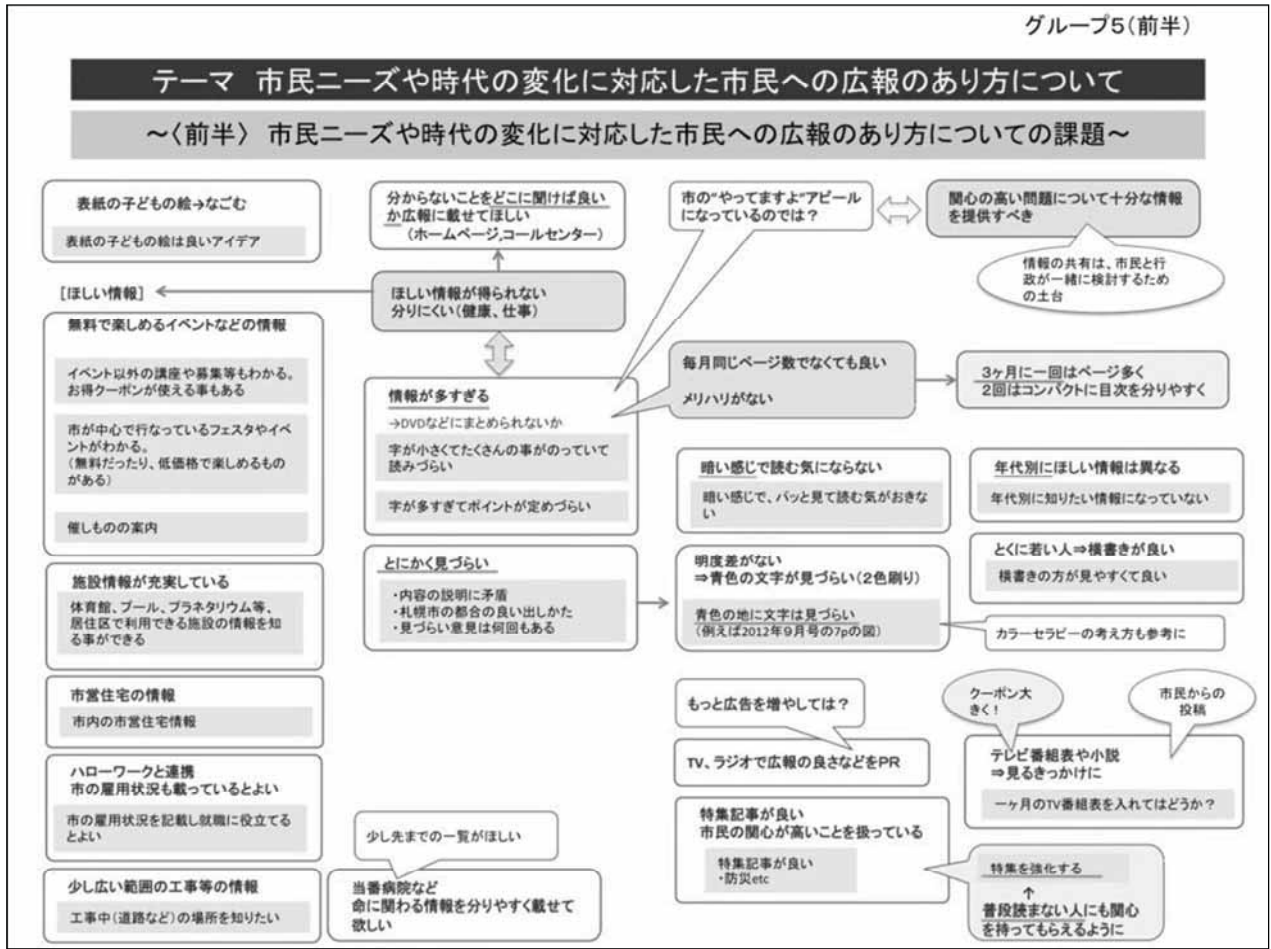 グループ5(前半)
テーマ 市民ニーズや時代の変化に対応した市民への広報のあり方について
～〈前半〉 市民ニーズや時代の変化に対応した市民への広報のあり方についての課題～
表紙の子どもの絵→なごむ
表紙の子どもの絵は良いアイデア
[ほしい情報]
無料で楽しめるイベントなどの情報
イベント以外の講座や募集等もわかる。
お得クーポンが使える事もある
市が中心で行なっているフェスタやイベ
ントがわかる。
(無料だったり、低価格で楽しめるもの
がある)
催しものの案内
施設情報が充実している
体育館、プール、プラネタリウム等、
居住区で利用できる施設の情報を知
る事ができる
市営住宅の情報
市内の市営住宅情報
ハローワークと連携
市の雇用状況も載っているとよい
市の雇用状況を記載し就職に役立てる
とよい
少し広い範囲の工事等の情報
工事中(道路など)の場所を知りたい
分からないことをどこに聞けば良い
か広報に載せてほしい
(ホームページ,コールセンター)
ほしい情報が得られない
分りにくい(健康、仕事)
情報が多すぎる
→DVDなどにまとめられないか
字が小さくてたくさんの事がのっていて
読みづらい
字が多すぎてポイントが定めづらい
とにかく見づらい
・内容の説明に矛盾
・札幌市の都合の良い出しかた
・見づらい意見は何回もある
少し先までの一覧がほしい
当番病院など
命に関わる情報を分りやすく載せて
欲しい
市の"やってますよ"アピール
になっているのでは?
関心の高い問題について十分な情報
を提供すべき
情報の共有は、市民と行
政が一緒に検討するため
の土台
毎月同じページ数でなくても良い
メリハリがない
3ヶ月に一回はページ多く
2回はコンパクトに目次を分りやすく
暗い感じで読む気にならない
暗い感じで、パッと見て読む気がおきな
い
年代別にほしい情報は異なる
年代別に知りたい情報になっていない
とくに若い人⇒横書きが良い
横書きの方が見やすくて良い
明度差がない
⇒青色の文字が見づらい(2色刷り)
青色の地に文字は見づらい
(例えば2012年9月号の7pの図)
カラーセラピーの考え方も参考に
もっと広告を増やしては?
TV、ラジオで広報の良さなどをPR
クーポン大
きく!
市民からの
投稿
テレビ番組表や小説
⇒見るきっかけに
一ヶ月のTV番組表を入れてはどうか?
特集記事が良い
市民の関心が高いことを扱っている
特集記事が良い
・防災etc
特集を強化する
↑
普段読まない人にも関心
を持ってもらえるように